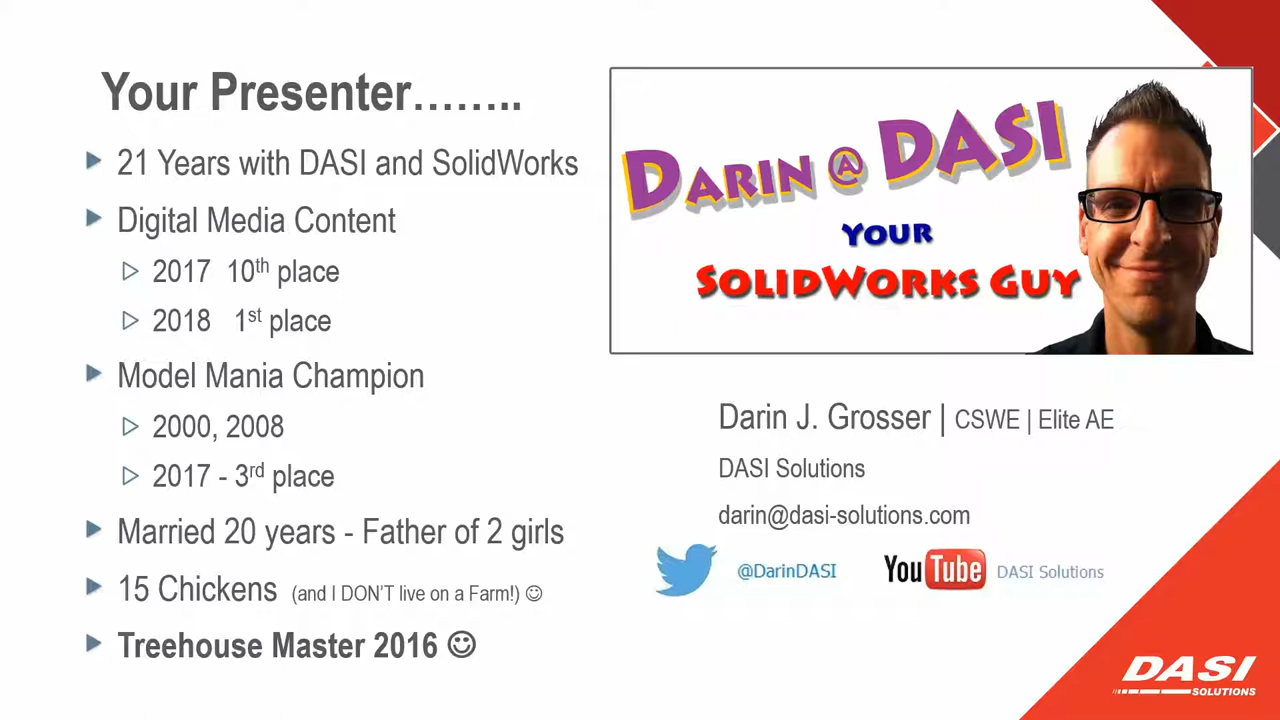 Your Presenter……..
21 Years with DASI and SolidWorks
Digital Media Content
2017 10th place
2018 1st place
Model Mania Champion
2000, 2008
2017 - 3rd place
Married 20 years - Father of 2 girls
15 Chickens (and I DON'T live on a Farm!) ☺
Treehouse Master 2016 ☺
DARIN @ DASI
YOUR
SOLIDWORKS GUY
Darin J. Grosser | CSWE | Elite AE
DASI Solutions
darin@dasi-solutions.com
@DarinDASI
YouTube DASI Solutions
DASI
SOLUTIONS